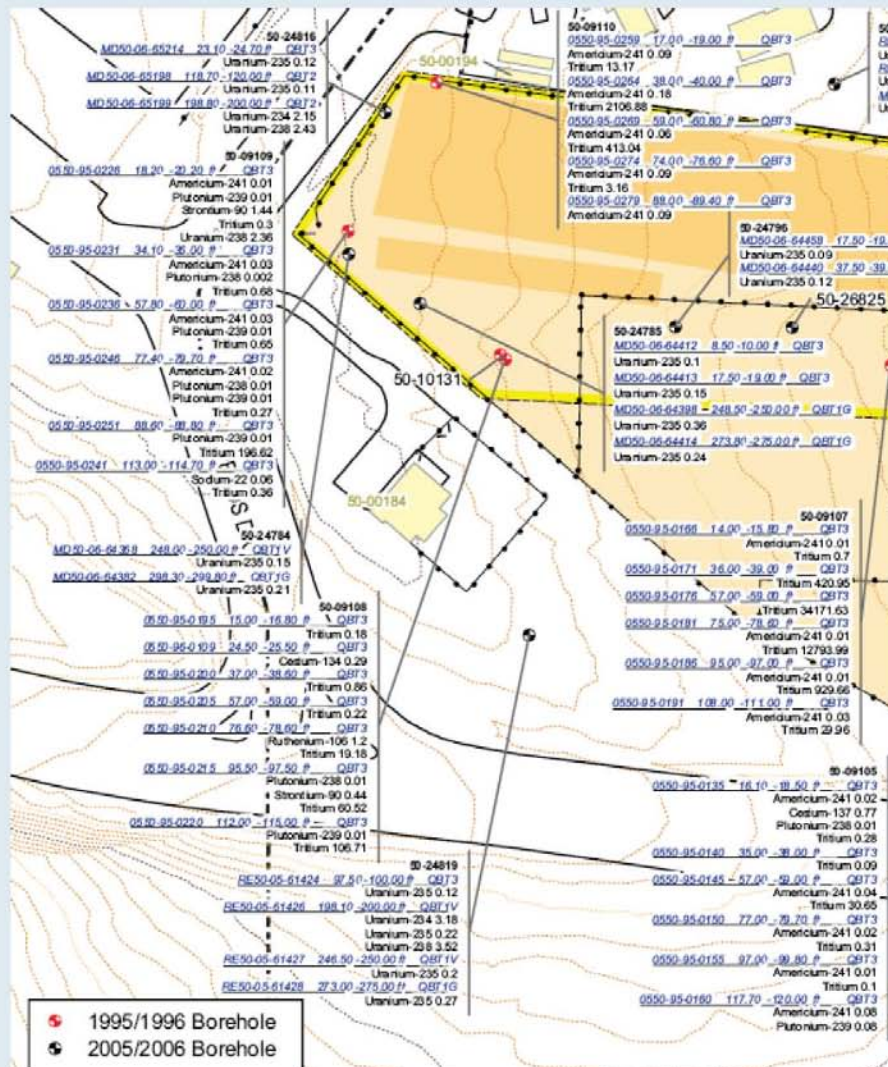 50-24816
MD50-06-65214 23.10 -24.70 ft QBT3
Uranium-235 0.12
MD50-06-65198 118.70 -120.00 ft QBT2
Uranium-235 0.11
MD50-06-65199 198.80 -200.00 ft QBT2
Uranium-234 2.15
Uranium-238 2.43
50-09109
0550-95-0226 18.20 -20.20 ft QBT3
Americium-241 0.01
Plutonium-239 0.01
Strontium-90 1.44
Tritium 0.3
Uranium-238 2.36
0550-95-0231 34.10 -35.00 ft QBT3
Americium-241 0.03
Plutonium-238 0.002
Tritium 0.68
0550-95-0236 57.80 -60.00 ft QBT3
Americium-241 0.03
Plutonium-239 0.01
Tritium 0.65
0550-95-0246 77.40 -79.70 ft QBT3
Americium-241 0.02
Plutonium-238 0.01
Plutonium-239 0.01
Tritium 0.27
0550-95-0251 88.60 -88.80 ft QBT3
Plutonium-239 0.01
Tritium 196.62
0550-95-0241 113.00 -114.70 ft QBT3
Sodium-22 0.06
Tritium 0.36
50-24784
MD50-06-64368 248.00 -250.00 ft QBT1V
Uranium-235 0.15
MD50-06-64382 298.30 -299.80 ft QBT1G
Uranium-235 0.21
50-09108
0550-95-0195 15.00 -16.80 ft QBT3
Tritium 0.18
0550-95-0109 24.50 -25.50 ft QBT3
Cesium-134 0.29
0550-95-0200 37.00 -38.60 ft QBT3
Tritium 0.86
0550-95-0205 57.00 -59.00 ft QBT3
Tritium 0.22
0550-95-0210 76.60 -78.60 ft QBT3
Ruthenium-106 1.2
Tritium 19.18
0550-95-0215 95.50 -97.50 ft QBT3
Plutonium-238 0.01
Strontium-90 0.44
Tritium 60.52
0550-95-0220 112.00 -115.00 ft QBT3
Plutonium-239 0.01
Tritium 106.71
50-24819
RE50-05-61424 97.50 -100.00 ft QBT3
Uranium-235 0.12
RE50-05-61426 198.10 -200.00 ft QBT1V
Uranium-234 3.18
Uranium-235 0.22
Uranium-238 3.52
RE50-05-61427 246.50 -250.00 ft QBT1V
Uranium-235 0.2
RE50-05-61428 273.00 -275.00 ft QBT1G
Uranium-235 0.27
50-00194
50-10131
50-00184
50-26825
50-09110
0550-95-0259 17.00 -19.00 ft QBT3
Americium-241 0.09
Tritium 13.17
0550-95-0264 38.00 -40.00 ft QBT3
Americium-241 0.18
Tritium 2106.88
0550-95-0269 59.00 -60.80 ft QBT3
Americium-241 0.06
Tritium 413.04
0550-95-0274 74.00 -76.60 ft QBT3
Americium-241 0.09
Tritium 3.16
0550-95-0279 88.00 -89.40 ft QBT3
Americium-241 0.09
50-24796
MD50-06-64458 17.50 -19.
Uranium-235 0.09
MD50-06-64440 37.50 -39.
Uranium-235 0.12
50-24785
MD50-06-64412 8.50 -10.00 ft QBT3
Uranium-235 0.1
MD50-06-64413 17.50 -19.00 ft QBT3
Uranium-235 0.15
MD50-06-64398 248.50 -250.00 ft QBT1G
Uranium-235 0.36
MD50-06-64414 273.80 -275.00 ft QBT1G
Uranium-235 0.24
50-09107
0550-95-0166 14.00 -15.80 ft QBT3
Americium-241 0.01
Tritium 0.7
0550-95-0171 36.00 -39.00 ft QBT3
Tritium 420.95
0550-95-0176 57.00 -59.00 ft QBT3
Tritium 34171.63
0550-95-0181 75.00 -78.60 ft QBT3
Americium-241 0.01
Tritium 12793.99
0550-95-0186 95.00 -97.00 ft QBT3
Americium-241 0.01
Tritium 929.66
0550-95-0191 108.00 -111.00 ft QBT3
Americium-241 0.03
Tritium 29.96
50-09105
0550-95-0135 16.10 -18.50 ft QBT3
Americium-241 0.02
Cesium-137 0.77
Plutonium-238 0.01
Tritium 0.28
0550-95-0140 35.00 -38.00 ft QBT3
Tritium 0.09
0550-95-0145 57.00 -59.00 ft QBT3
Americium-241 0.04
Tritium 30.65
0550-95-0150 77.00 -79.70 ft QBT3
Americium-241 0.02
Tritium 0.31
0550-95-0155 97.00 -99.80 ft QBT3
Americium-241 0.01
Tritium 0.1
0550-95-0160 117.70 -120.00 ft QBT3
Americium-241 0.08
Plutonium-239 0.08
1995/1996 Borehole
2005/2006 Borehole